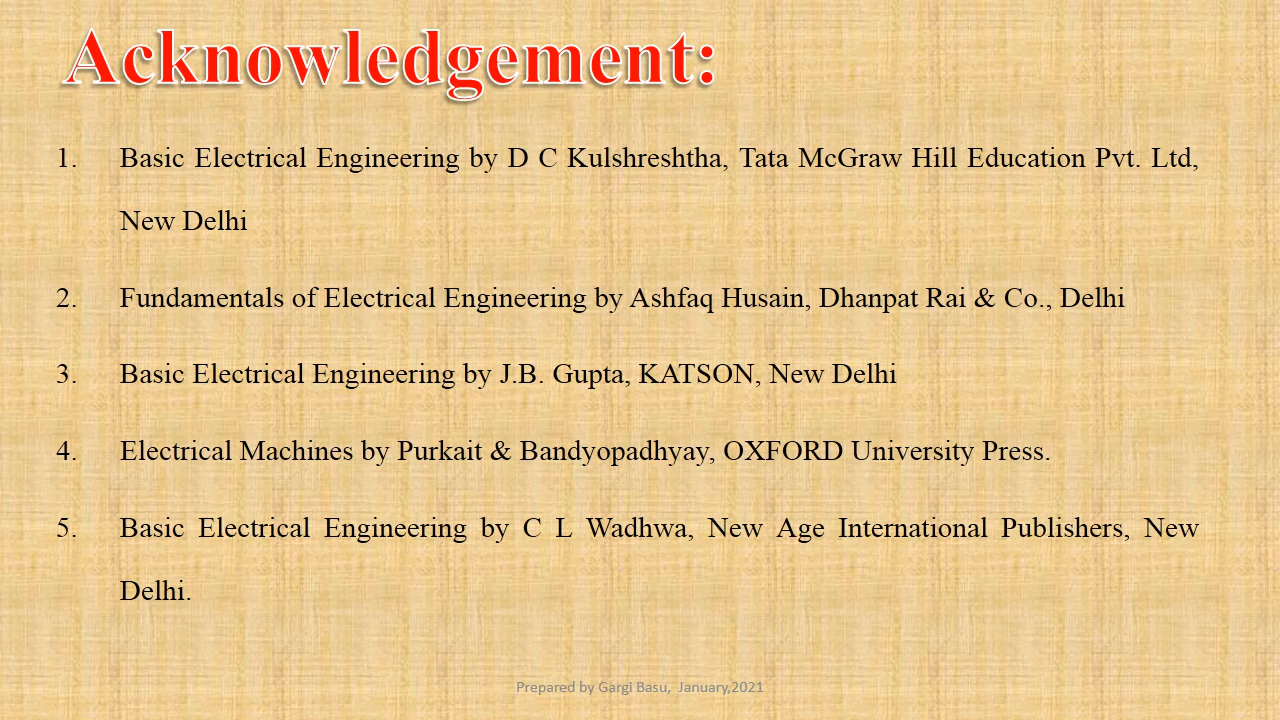 Acknowledgement:
1. Basic Electrical Engineering by D C Kulshreshtha, Tata McGraw Hill Education Pvt. Ltd,
New Delhi
2. Fundamentals of Electrical Engineering by Ashfaq Husain, Dhanpat Rai & Co., Delhi
3. Basic Electrical Engineering by J.B. Gupta, KATSON, New Delhi
4. Electrical Machines by Purkait & Bandyopadhyay, OXFORD University Press.
5. Basic Electrical Engineering by C L Wadhwa, New Age International Publishers, New
Delhi.
Prepared by Gargi Basu, January,2021